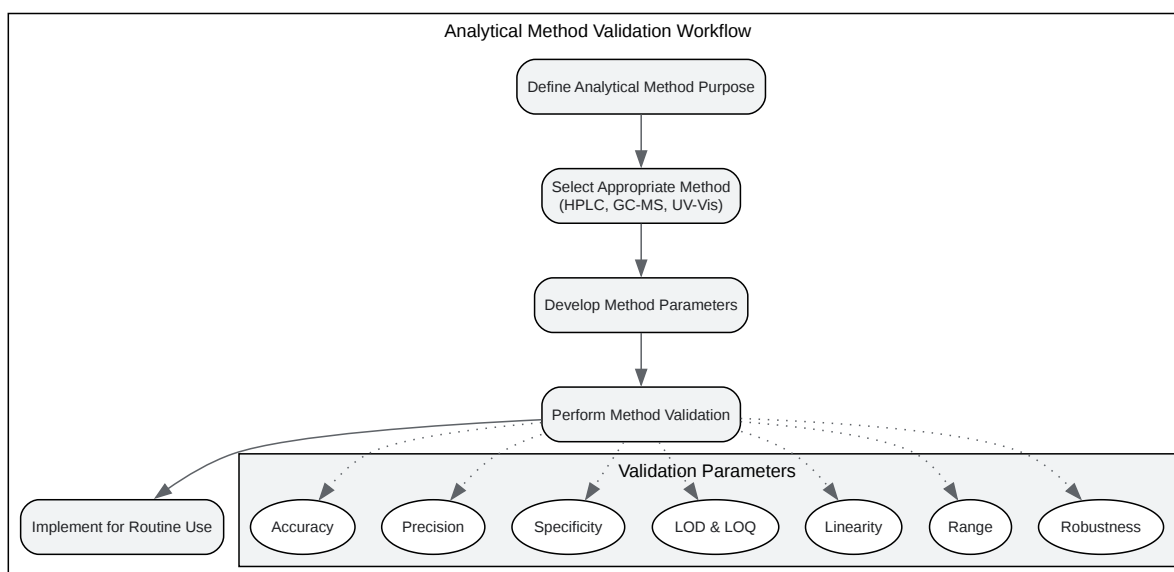 Analytical Method Validation Workflow
Define Analytical Method Purpose
Select Appropriate Method
(HPLC, GC-MS, UV-Vis)
Develop Method Parameters
Perform Method Validation
Validation Parameters
Implement for Routine Use
Accuracy
Precision
Specificity
LOD & LOQ
Linearity
Range
Robustness